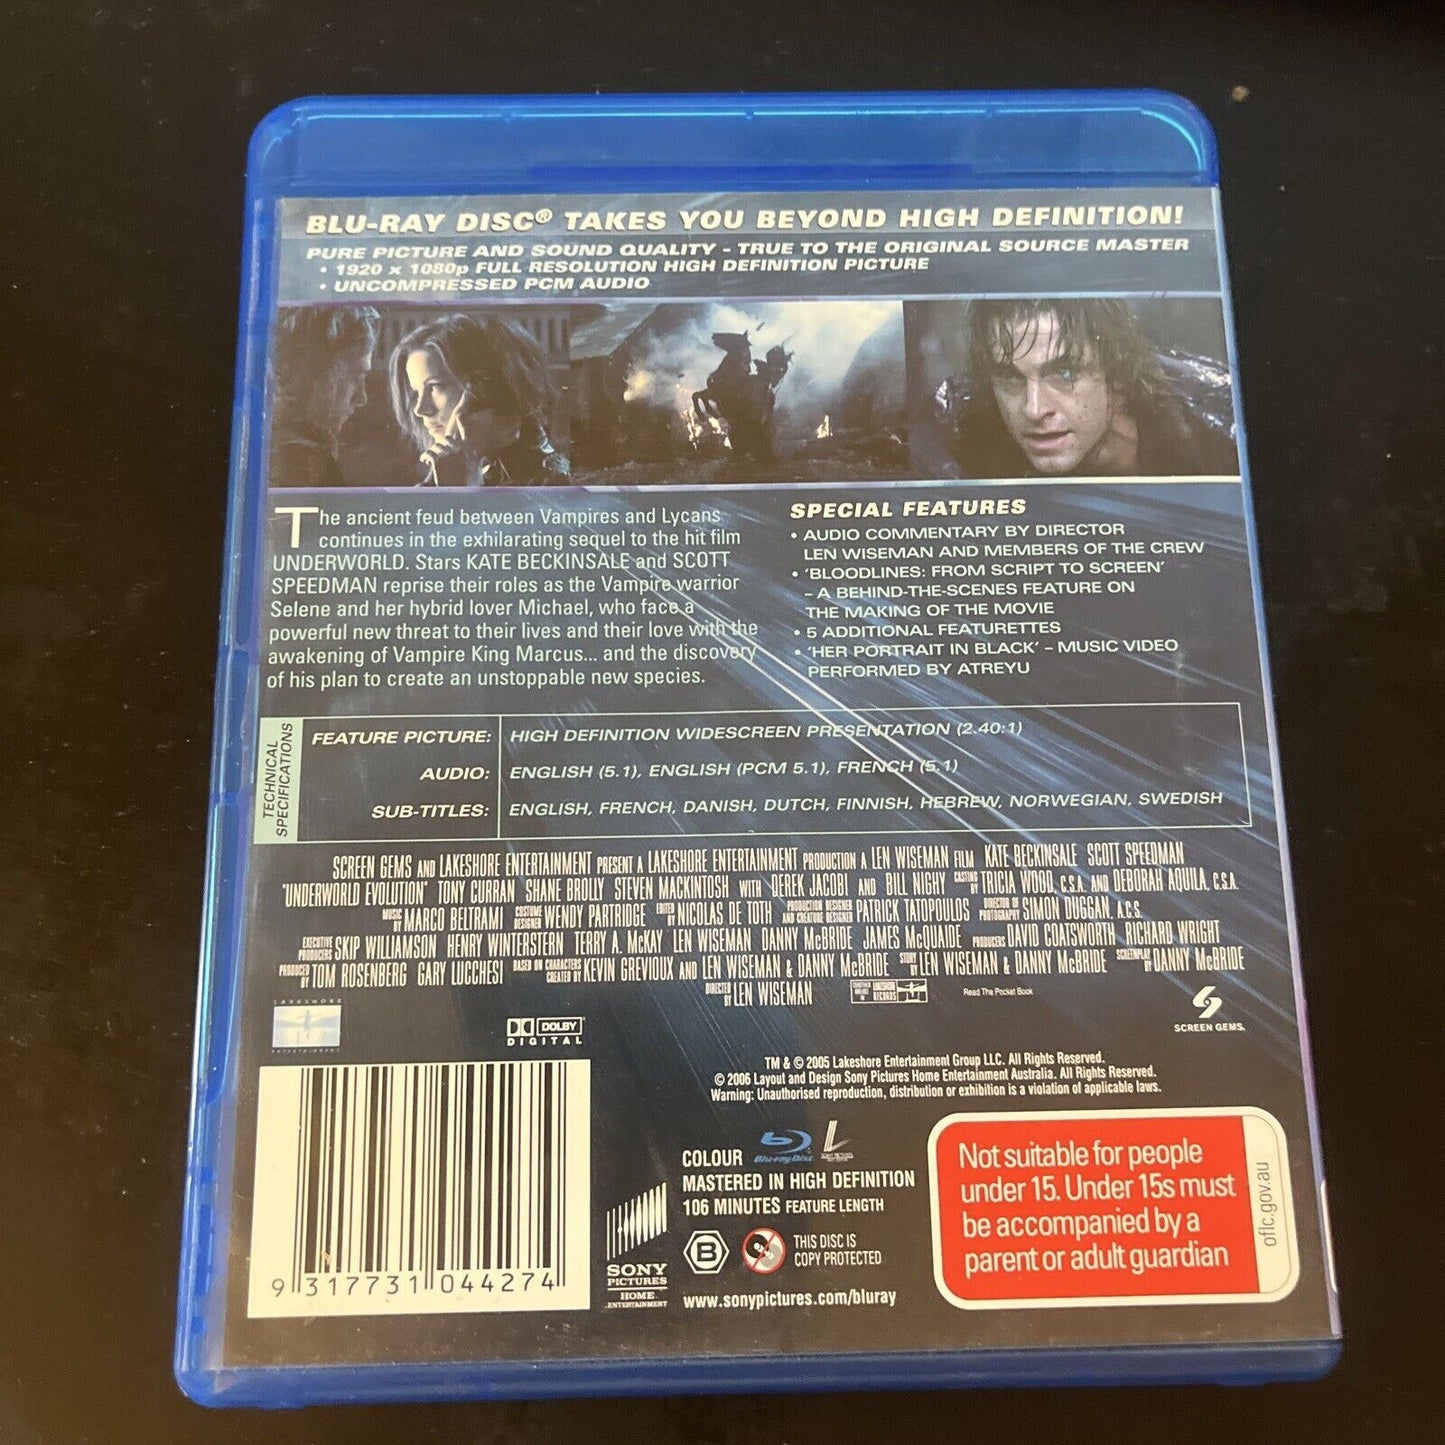 BLU-RAY DISC® TAKES YOU BEYOND HIGH DEFINITION!
PURE PICTURE AND SOUND QUALITY – TRUE TO THE ORIGINAL SOURCE MASTER
• 1920 x 1080p FULL RESOLUTION HIGH DEFINITION PICTURE
• UNCOMPRESSED PCM AUDIO
The ancient feud between Vampires and Lycans
continues in the exhilarating sequel to the hit film
UNDERWORLD. Stars KATE BECKINSALE and SCOTT
SPEEDMAN reprise their roles as the Vampire warrior
Selene and her hybrid lover Michael, who face a
powerful new threat to their lives and their love with the
awakening of Vampire King Marcus... and the discovery
of his plan to create an unstoppable new species.
SPECIAL FEATURES
• AUDIO COMMENTARY BY DIRECTOR
LEN WISEMAN AND MEMBERS OF THE CREW
• 'BLOODLINES: FROM SCRIPT TO SCREEN'
– A BEHIND-THE-SCENES FEATURE ON
THE MAKING OF THE MOVIE
• 5 ADDITIONAL FEATURETTES
• 'HER PORTRAIT IN BLACK' – MUSIC VIDEO
PERFORMED BY ATREYU
TECHNICAL
SPECIFICATIONS
FEATURE PICTURE: HIGH DEFINITION WIDESCREEN PRESENTATION (2.40:1)
AUDIO: ENGLISH (5.1), ENGLISH (PCM 5.1), FRENCH (5.1)
SUB-TITLES: ENGLISH, FRENCH, DANISH, DUTCH, FINNISH, HEBREW, NORWEGIAN, SWEDISH
SCREEN GEMS AND LAKESHORE ENTERTAINMENT PRESENT A LAKESHORE ENTERTAINMENT PRODUCTION A LEN WISEMAN FILM KATE BECKINSALE SCOTT SPEEDMAN
"UNDERWORLD EVOLUTION" TONY CURRAN SHANE BROLLY STEVEN MACKINTOSH WITH DEREK JACOBI AND BILL NIGHY CASTING BY TRICIA WOOD, C.S.A. AND DEBORAH AQUILA, C.S.A.
MUSIC BY MARCO BELTRAMI COSTUME DESIGNER WENDY PARTRIDGE EDITED BY NICOLAS DE TOTH PRODUCTION DESIGNER AND CREATURE DESIGNER PATRICK TATOPOULOS DIRECTOR OF PHOTOGRAPHY SIMON DUGGAN, A.C.S.
EXECUTIVE PRODUCERS SKIP WILLIAMSON HENRY WINTERSTERN TERRY A. McKAY LEN WISEMAN DANNY McBRIDE JAMES McQUAIDE PRODUCERS DAVID COATSWORTH RICHARD WRIGHT
PRODUCED BY TOM ROSENBERG GARY LUCCHESI BASED ON CHARACTERS CREATED BY KEVIN GREVIOUX AND LEN WISEMAN & DANNY McBRIDE STORY BY LEN WISEMAN & DANNY McBRIDE SCREENPLAY BY DANNY McBRIDE
DIRECTED BY LEN WISEMAN LAKESHORE RECORDS Read The Pocket Book
LAKESHORE
ENTERTAINMENT
DOLBY
DIGITAL
SCREEN GEMS
TM & © 2005 Lakeshore Entertainment Group LLC. All Rights Reserved.
© 2006 Layout and Design Sony Pictures Home Entertainment Australia. All Rights Reserved.
Warning: Unauthorised reproduction, distribution or exhibition is a violation of applicable laws.
9 317731 044274
SONY
PICTURES
HOME
ENTERTAINMENT
COLOUR Blu-ray Disc
MASTERED IN HIGH DEFINITION
106 MINUTES FEATURE LENGTH
B THIS DISC IS
COPY PROTECTED
www.sonypictures.com/bluray
Not suitable for people
under 15. Under 15s must
be accompanied by a
parent or adult guardian
oflc.gov.au